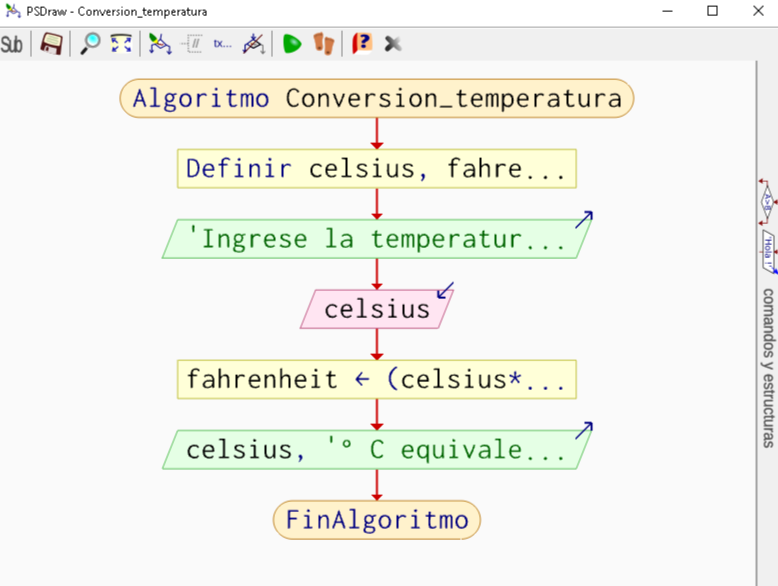 PSDraw - Conversion_temperatura
Sub
tx...
Algoritmo Conversion_temperatura
Definir celsius, fahre...
'Ingrese la temperatur...
celsius
fahrenheit ← (celsius*...
celsius, '° C equivale...
FinAlgoritmo
A>B
'Hola !'
comandos y estructuras